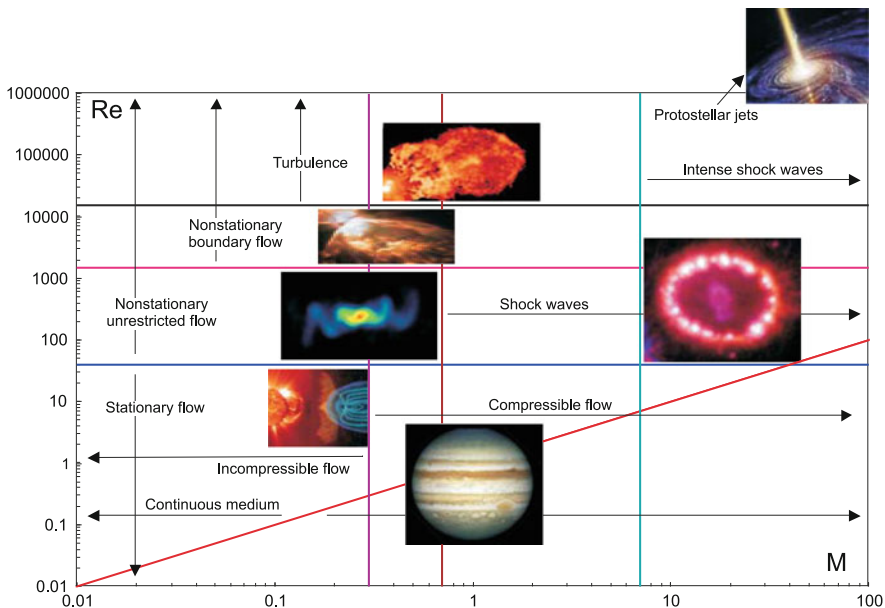 Protostellar jets
1000000
Re
Turbulence
Intense shock waves
100000
10000
Nonstationary
boundary flow
1000
Nonstationary
unrestricted flow
Shock waves
100
Stationary flow
Compressible flow
10
Incompressible flow
1
Continuous medium
0.1
M
0.01
0.01
0.1
1
10
100